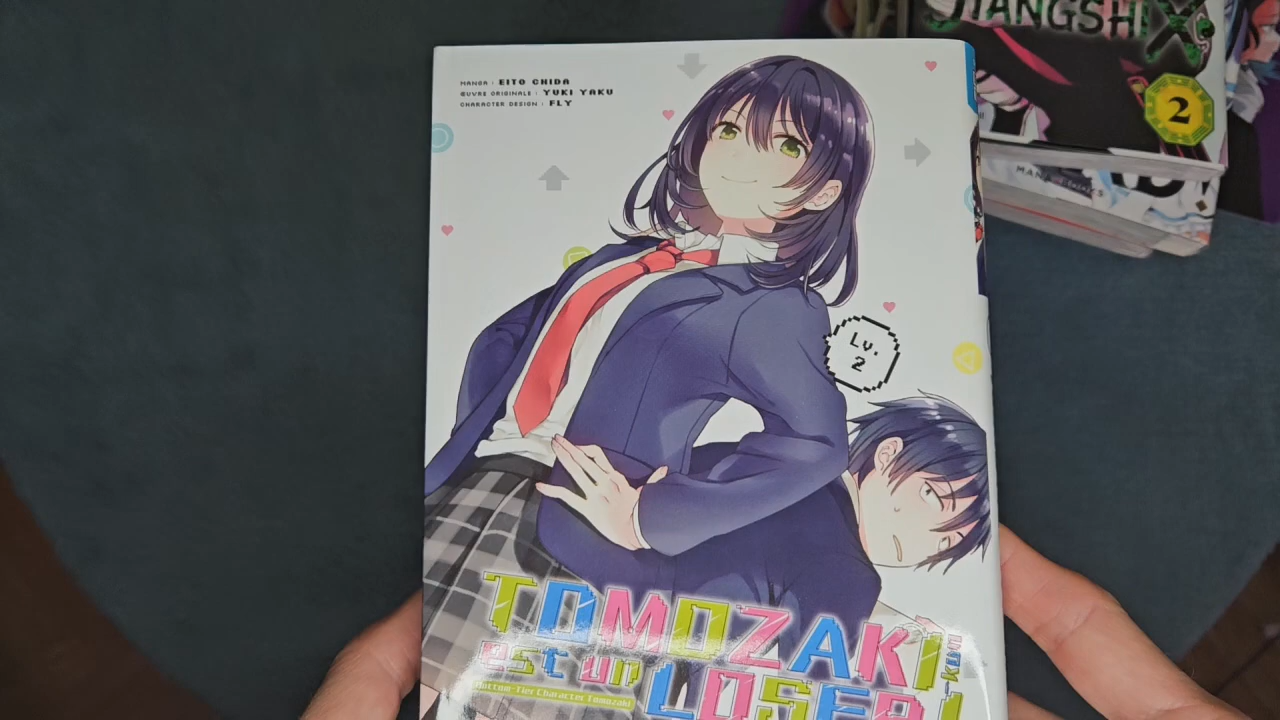 MANGA : EITO CHIDA
ŒUVRE ORIGINALE : YUKI YAKU
CHARACTER DESIGN : FLY
Lv.
2
TOMOZAKI
est un LOSER!
Bottom-Tier Character Tomozaki
JIANGSHI X
2
MANA